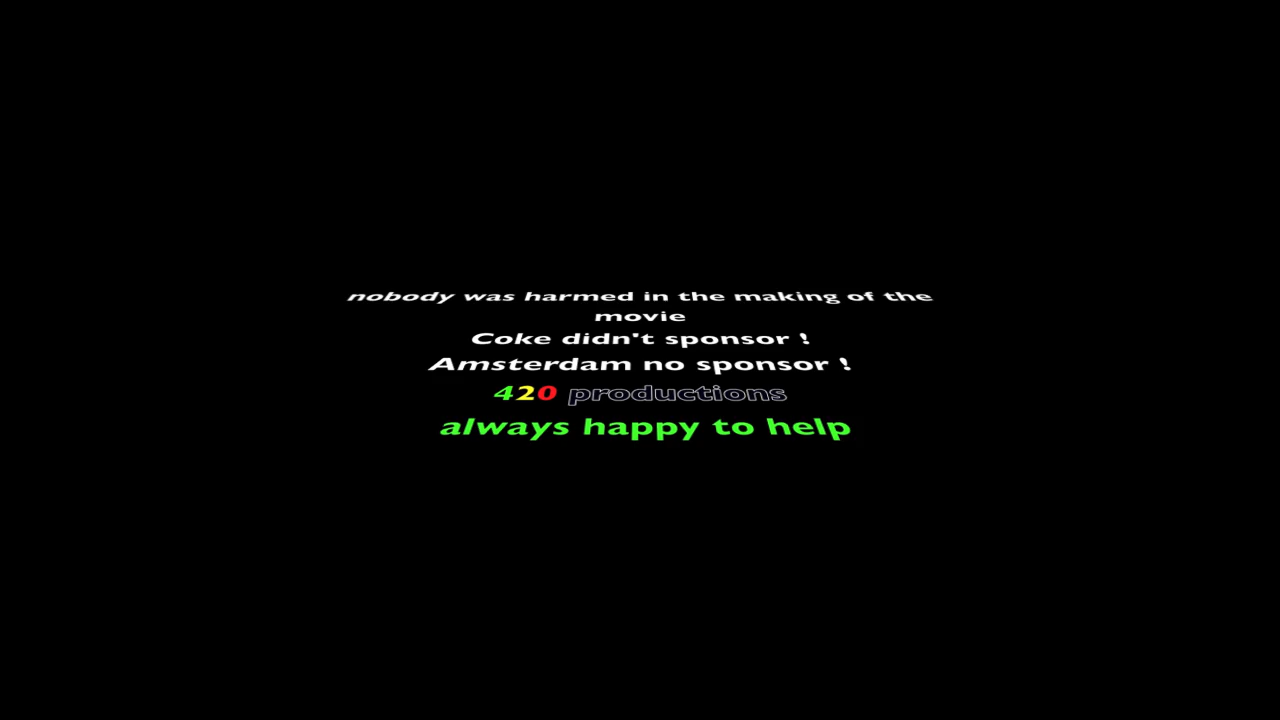 nobody was harmed in the making of the
movie
Coke didn't sponsor !
Amsterdam no sponsor !
420 productions
always happy to help